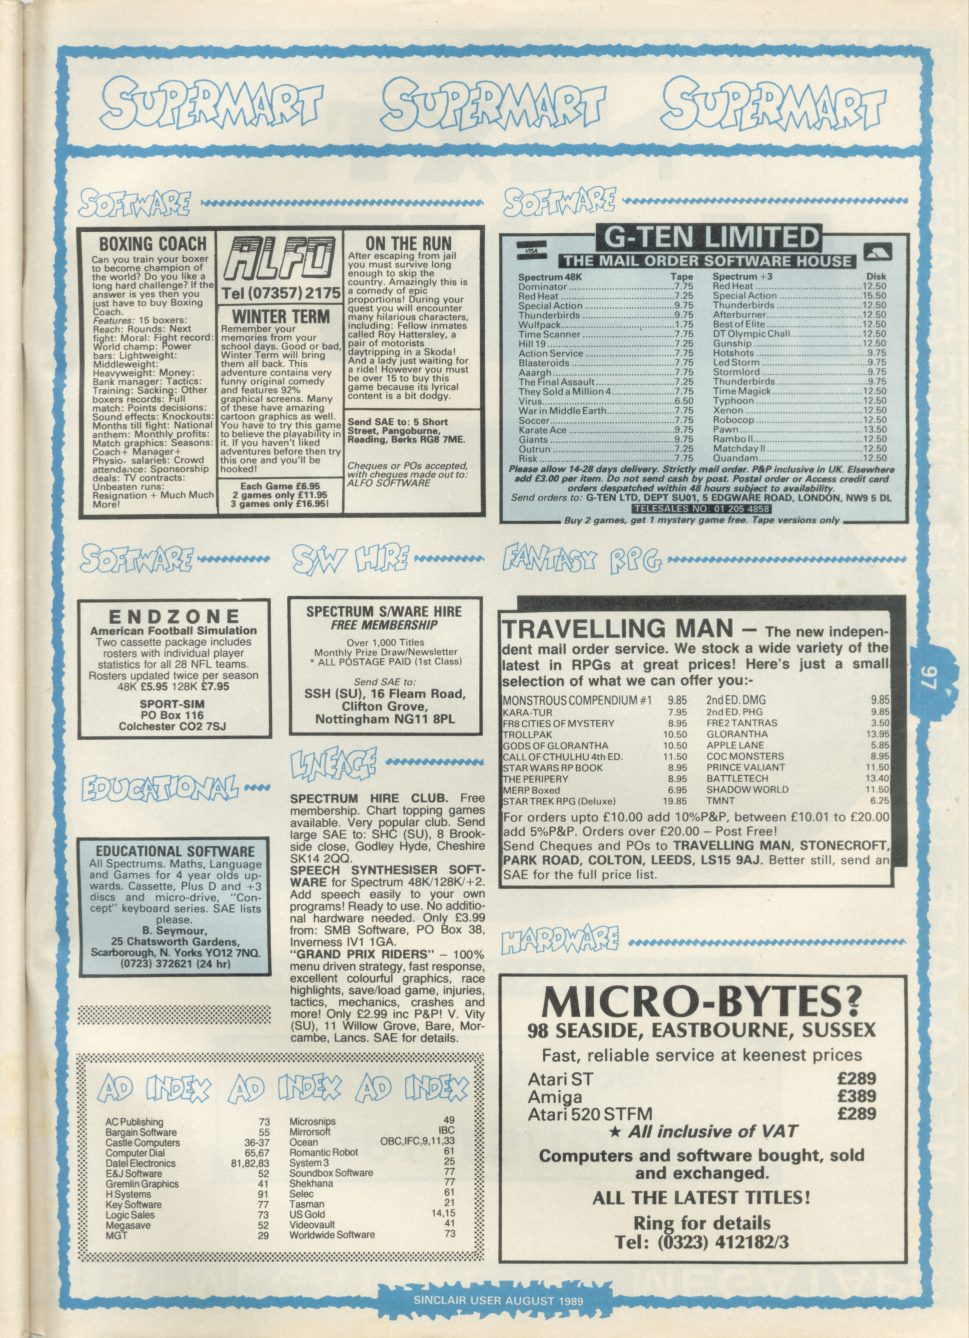 SUPERMART SUPERMART SUPERMART
SOFTWARE
BOXING COACH
Can you train your boxer
to become champion of
the world? Do you like a
long hard challenge? If the
answer is yes then you
just have to buy Boxing
Coach.
Features: 15 boxers:
Reach: Rounds: Next
fight: Moral: Fight record:
World champ: Power
bars: Lightweight:
Middleweight:
Heavyweight: Money:
Bank manager: Tactics:
Training: Sacking: Other
boxers records: Full
match: Points decisions:
Sound effects: Knockouts:
Months till fight: National
anthem: Monthly profits:
Match graphics: Seasons:
Coach+ Manager+
Physio- salaries: Crowd
attendance: Sponsorship
deals: TV contracts:
Unbeaten runs:
Resignation + Much Much
More!
ALFO
Tel (07357) 2175
WINTER TERM
Remember your
memories from your
school days. Good or bad,
Winter Term will bring
them all back. This
adventure contains very
funny original comedy
and features 92%
graphical screens. Many
of these have amazing
cartoon graphics as well.
You have to try this game
to believe the playability in
it. If you haven't liked
adventures before then try
this one and you'll be
hooked!
Each Game £6.95
2 games only £11.95
3 games only £16.95!
ON THE RUN
After escaping from jail
you must survive long
enough to skip the
country. Amazingly this is
a comedy of epic
proportions! During your
quest you will encounter
many hilarious characters,
including: Fellow inmates
called Roy Hattersley, a
pair of motorists
daytripping in a Skoda!
And a lady just waiting for
a ride! However you must
be over 15 to buy this
game because its lyrical
content is a bit dodgy.
Send SAE to: 5 Short
Street, Pangoburne,
Reading, Berks RG8 7ME.
Cheques or POs accepted,
with cheques made out to:
ALFO SOFTWARE
SOFTWARE
G-TEN LIMITED
THE MAIL ORDER SOFTWARE HOUSE
VISA
Spectrum 48K Tape
Dominator 7.75
Red Heat 7.25
Special Action 9.75
Thunderbirds 9.75
Wulfpack 1.75
Time Scanner 7.75
Hill 19 7.25
Action Service 7.75
Blasteroids 7.75
Aaargh 7.75
The Final Assault 7.25
They Sold a Million 4 7.75
Virus 6.50
War in Middle Earth 7.75
Soccer 7.75
Karate Ace 9.75
Giants 9.75
Outrun 7.75
Risk 7.25
Spectrum +3 Disk
Red Heat 12.50
Special Action 15.50
Thunderbirds 12.50
Afterburner 12.50
Best of Elite 12.50
DT Olympic Chall 12.50
Gunship 12.50
Hotshots 9.75
Led Storm 9.75
Stormlord 9.75
Thunderbirds 9.75
Time Magick 12.50
Typhoon 12.50
Xenon 12.50
Robocop 12.50
Pawn 13.50
Rambo II 12.50
Matchday II 12.50
Quandam 12.50
Please allow 14-28 days delivery. Strictly mail order. P&P inclusive in UK. Elsewhere
add £3.00 per item. Do not send cash by post. Postal order or Access credit card
orders despatched within 48 hours subject to availability.
Send orders to: G-TEN LTD, DEPT SU01, 5 EDGWARE ROAD, LONDON, NW9 5 DL
TELESALES NO: 01 205 4858
Buy 2 games, get 1 mystery game free. Tape versions only
SOFTWARE
ENDZONE
American Football Simulation
Two cassette package includes
rosters with individual player
statistics for all 28 NFL teams.
Rosters updated twice per season
48K £5.95 128K £7.95
SPORT-SIM
PO Box 116
Colchester CO2 7SJ
S/W HIRE
SPECTRUM S/WARE HIRE
FREE MEMBERSHIP
Over 1,000 Titles
Monthly Prize Draw/Newsletter
* ALL POSTAGE PAID (1st Class)
Send SAE to:
SSH (SU), 16 Fleam Road,
Clifton Grove,
Nottingham NG11 8PL
FANTASY RPG
TRAVELLING MAN – The new indepen-
dent mail order service. We stock a wide variety of the
latest in RPGs at great prices! Here's just a small
selection of what we can offer you:-
MONSTROUS COMPENDIUM #1 9.85
KARA-TUR 7.95
FR8 CITIES OF MYSTERY 8.95
TROLLPAK 10.50
GODS OF GLORANTHA 10.50
CALL OF CTHULHU 4th ED. 11.50
STAR WARS RP BOOK 8.95
THE PERIPERY 8.95
MERP Boxed 6.95
STAR TREK RPG (Deluxe) 19.85
2nd ED. DMG 9.85
2nd ED. PHG 9.85
FRE2 TANTRAS 3.50
GLORANTHA 13.95
APPLE LANE 5.85
COC MONSTERS 8.95
PRINCE VALIANT 11.50
BATTLETECH 13.40
SHADOW WORLD 11.50
TMNT 6.25
For orders upto £10.00 add 10%P&P, between £10.01 to £20.00
add 5%P&P. Orders over £20.00 – Post Free!
Send Cheques and POs to TRAVELLING MAN, STONECROFT,
PARK ROAD, COLTON, LEEDS, LS15 9AJ. Better still, send an
SAE for the full price list.
97
EDUCATIONAL
EDUCATIONAL SOFTWARE
All Spectrums. Maths, Language
and Games for 4 year olds up-
wards. Cassette, Plus D and +3
discs and micro-drive, "Con-
cept" keyboard series. SAE lists
please.
B. Seymour,
25 Chatsworth Gardens,
Scarborough, N. Yorks YO12 7NQ.
(0723) 372621 (24 hr)
LINEAGE
SPECTRUM HIRE CLUB. Free
membership. Chart topping games
available. Very popular club. Send
large SAE to: SHC (SU), 8 Brook-
side close, Godley Hyde, Cheshire
SK14 2QQ.
SPEECH SYNTHESISER SOFT-
WARE for Spectrum 48K/128K/+2.
Add speech easily to your own
programs! Ready to use. No additio-
nal hardware needed. Only £3.99
from: SMB Software, PO Box 38,
Inverness IV1 1GA.
"GRAND PRIX RIDERS" – 100%
menu driven strategy, fast response,
excellent colourful graphics, race
highlights, save/load game, injuries,
tactics, mechanics, crashes and
more! Only £2.99 inc P&P! V. Vity
(SU), 11 Willow Grove, Bare, Mor-
cambe, Lancs. SAE for details.
HARDWARE
MICRO-BYTES?
98 SEASIDE, EASTBOURNE, SUSSEX
Fast, reliable service at keenest prices
Atari ST £289
Amiga £389
Atari 520 STFM £289
★ All inclusive of VAT
Computers and software bought, sold
and exchanged.
ALL THE LATEST TITLES!
Ring for details
Tel: (0323) 412182/3
AD INDEX AD INDEX AD INDEX
AC Publishing 73
Bargain Software 55
Castle Computers 36-37
Computer Dial 65,67
Datel Electronics 81,82,83
E&J Software 52
Gremlin Graphics 41
H Systems 91
Key Software 77
Logic Sales 73
Megasave 52
MGT 29
Microsnips 49
Mirrorsoft IBC
Ocean OBC,IFC,9,11,33
Romantic Robot 61
System 3 25
Soundbox Software 77
Shekhana 77
Selec 61
Tasman 21
US Gold 14,15
Videovault 41
Worldwide Software 73
SINCLAIR USER AUGUST 1989